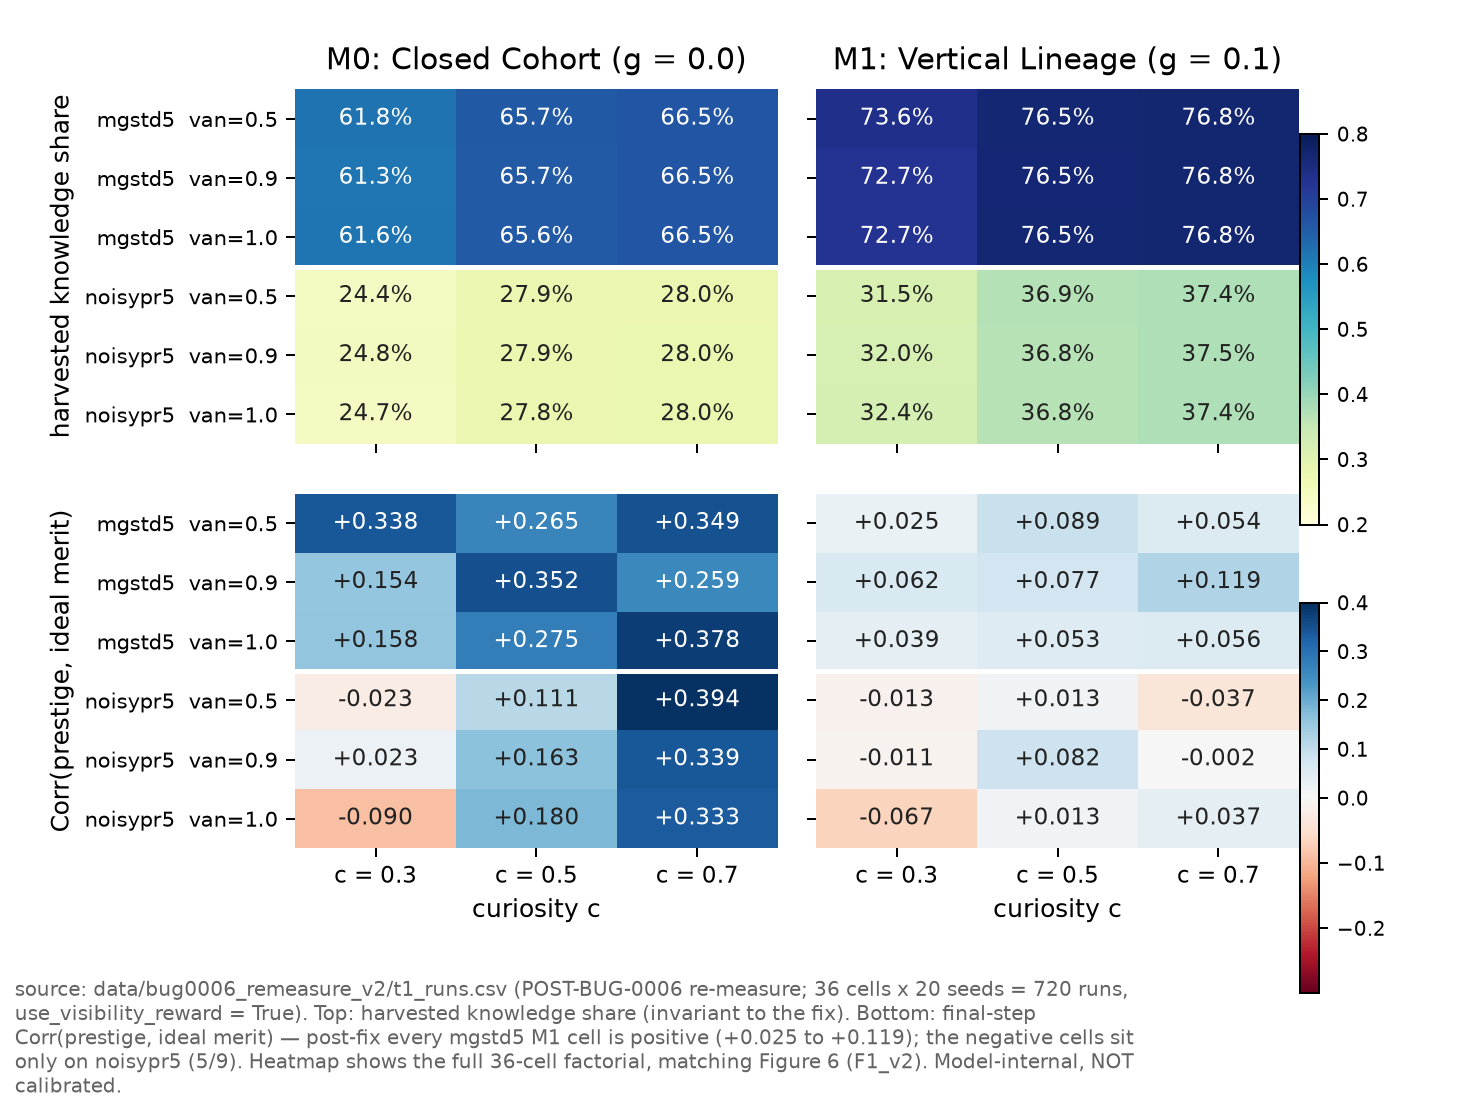 M0: Closed Cohort (g = 0.0)
M1: Vertical Lineage (g = 0.1)
harvested knowledge share
mgstd5 van=0.5 61.8% 65.7% 66.5% 73.6% 76.5% 76.8%
mgstd5 van=0.9 61.3% 65.7% 66.5% 72.7% 76.5% 76.8%
mgstd5 van=1.0 61.6% 65.6% 66.5% 72.7% 76.5% 76.8%
noisypr5 van=0.5 24.4% 27.9% 28.0% 31.5% 36.9% 37.4%
noisypr5 van=0.9 24.8% 27.9% 28.0% 32.0% 36.8% 37.5%
noisypr5 van=1.0 24.7% 27.8% 28.0% 32.4% 36.8% 37.4%
0.8
0.7
0.6
0.5
0.4
0.3
0.2
Corr(prestige, ideal merit)
mgstd5 van=0.5 +0.338 +0.265 +0.349 +0.025 +0.089 +0.054
mgstd5 van=0.9 +0.154 +0.352 +0.259 +0.062 +0.077 +0.119
mgstd5 van=1.0 +0.158 +0.275 +0.378 +0.039 +0.053 +0.056
noisypr5 van=0.5 -0.023 +0.111 +0.394 -0.013 +0.013 -0.037
noisypr5 van=0.9 +0.023 +0.163 +0.339 -0.011 +0.082 -0.002
noisypr5 van=1.0 -0.090 +0.180 +0.333 -0.067 +0.013 +0.037
c = 0.3 c = 0.5 c = 0.7 c = 0.3 c = 0.5 c = 0.7
curiosity c
curiosity c
0.4
0.3
0.2
0.1
0.0
−0.1
−0.2
source: data/bug0006_remeasure_v2/t1_runs.csv (POST-BUG-0006 re-measure; 36 cells x 20 seeds = 720 runs,
use_visibility_reward = True). Top: harvested knowledge share (invariant to the fix). Bottom: final-step
Corr(prestige, ideal merit) — post-fix every mgstd5 M1 cell is positive (+0.025 to +0.119); the negative cells sit
only on noisypr5 (5/9). Heatmap shows the full 36-cell factorial, matching Figure 6 (F1_v2). Model-internal, NOT
calibrated.